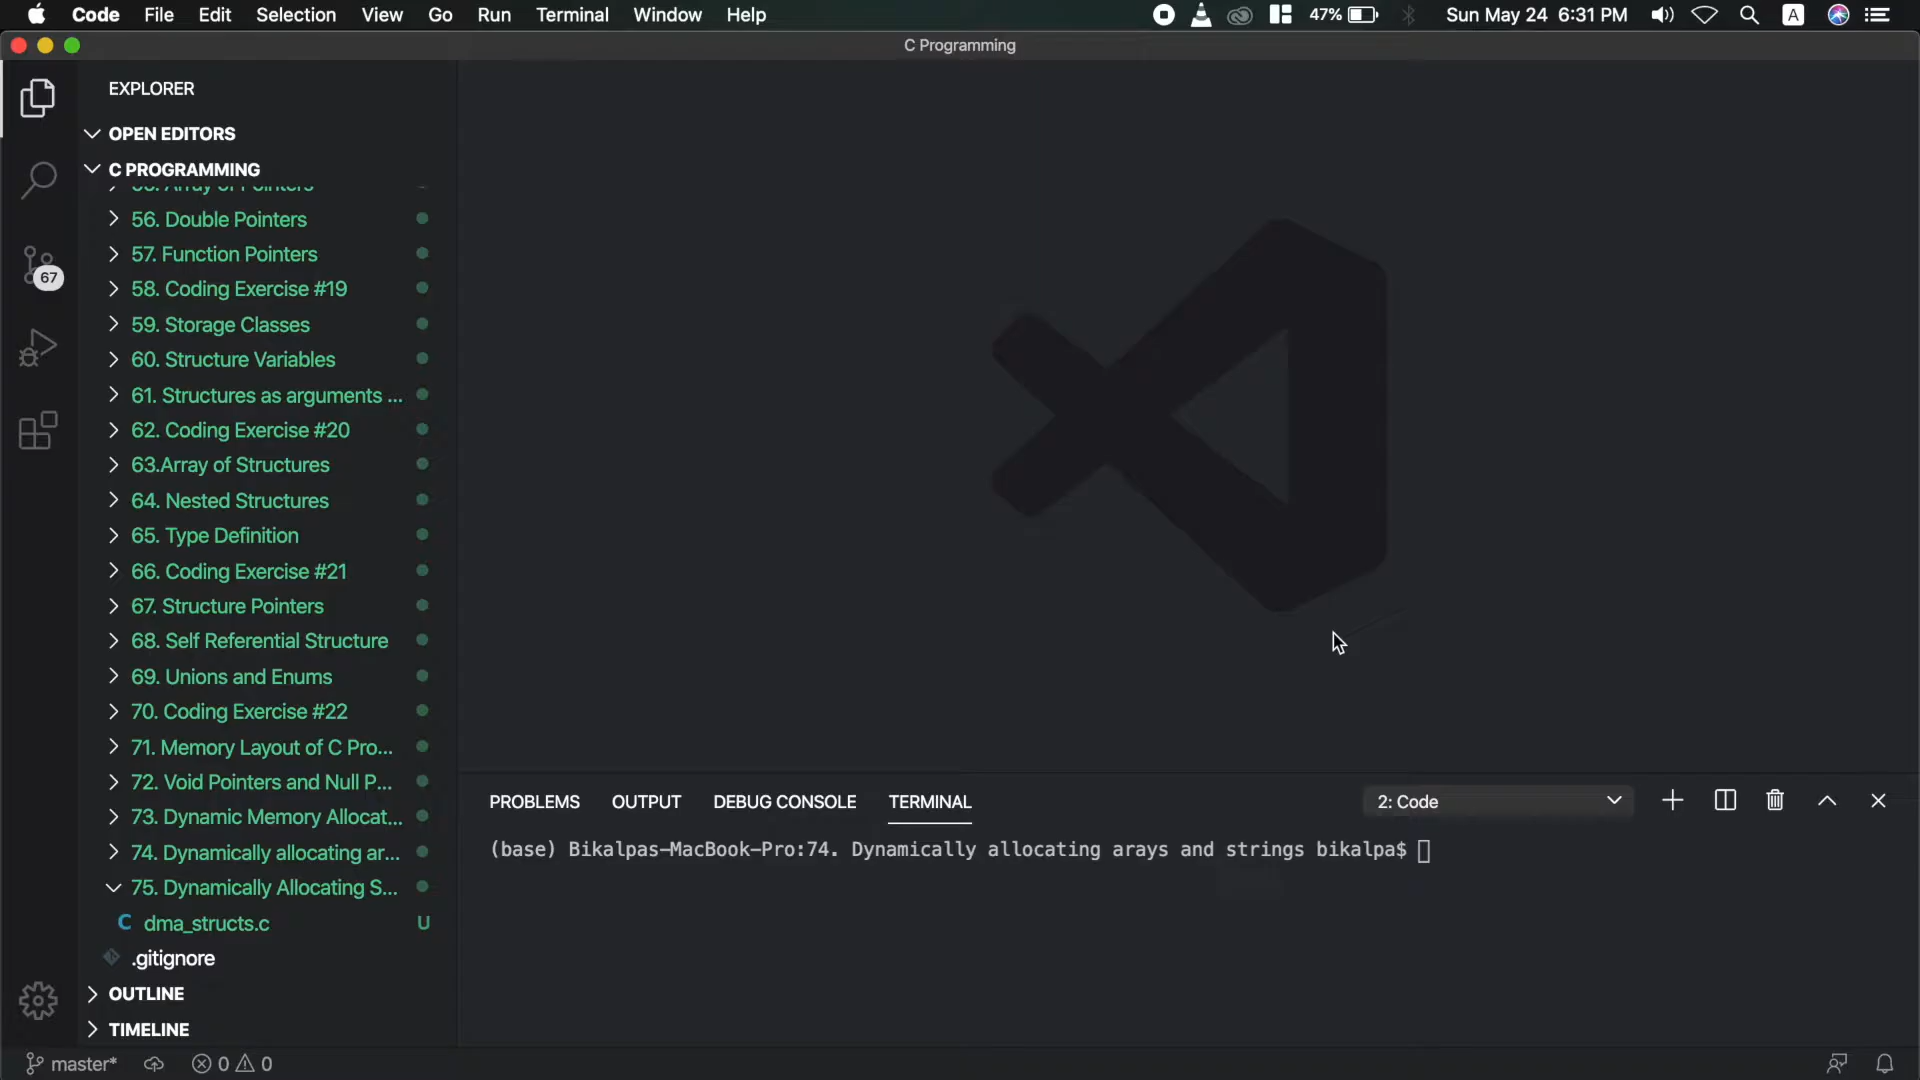 Code File Edit Selection View Go Run Terminal Window Help 47% Sun May 24 6:31 PM A
C Programming
EXPLORER
OPEN EDITORS
C PROGRAMMING
56. Double Pointers
57. Function Pointers
58. Coding Exercise #19
59. Storage Classes
60. Structure Variables
61. Structures as arguments ...
62. Coding Exercise #20
63.Array of Structures
64. Nested Structures
65. Type Definition
66. Coding Exercise #21
67. Structure Pointers
68. Self Referential Structure
69. Unions and Enums
70. Coding Exercise #22
71. Memory Layout of C Pro...
72. Void Pointers and Null P...
73. Dynamic Memory Allocat...
74. Dynamically allocating ar...
75. Dynamically Allocating S...
C dma_structs.c U
.gitignore
OUTLINE
TIMELINE
67
PROBLEMS OUTPUT DEBUG CONSOLE TERMINAL 2: Code
(base) Bikalpas-MacBook-Pro:74. Dynamically allocating arays and strings bikalpa$
master* 0 0